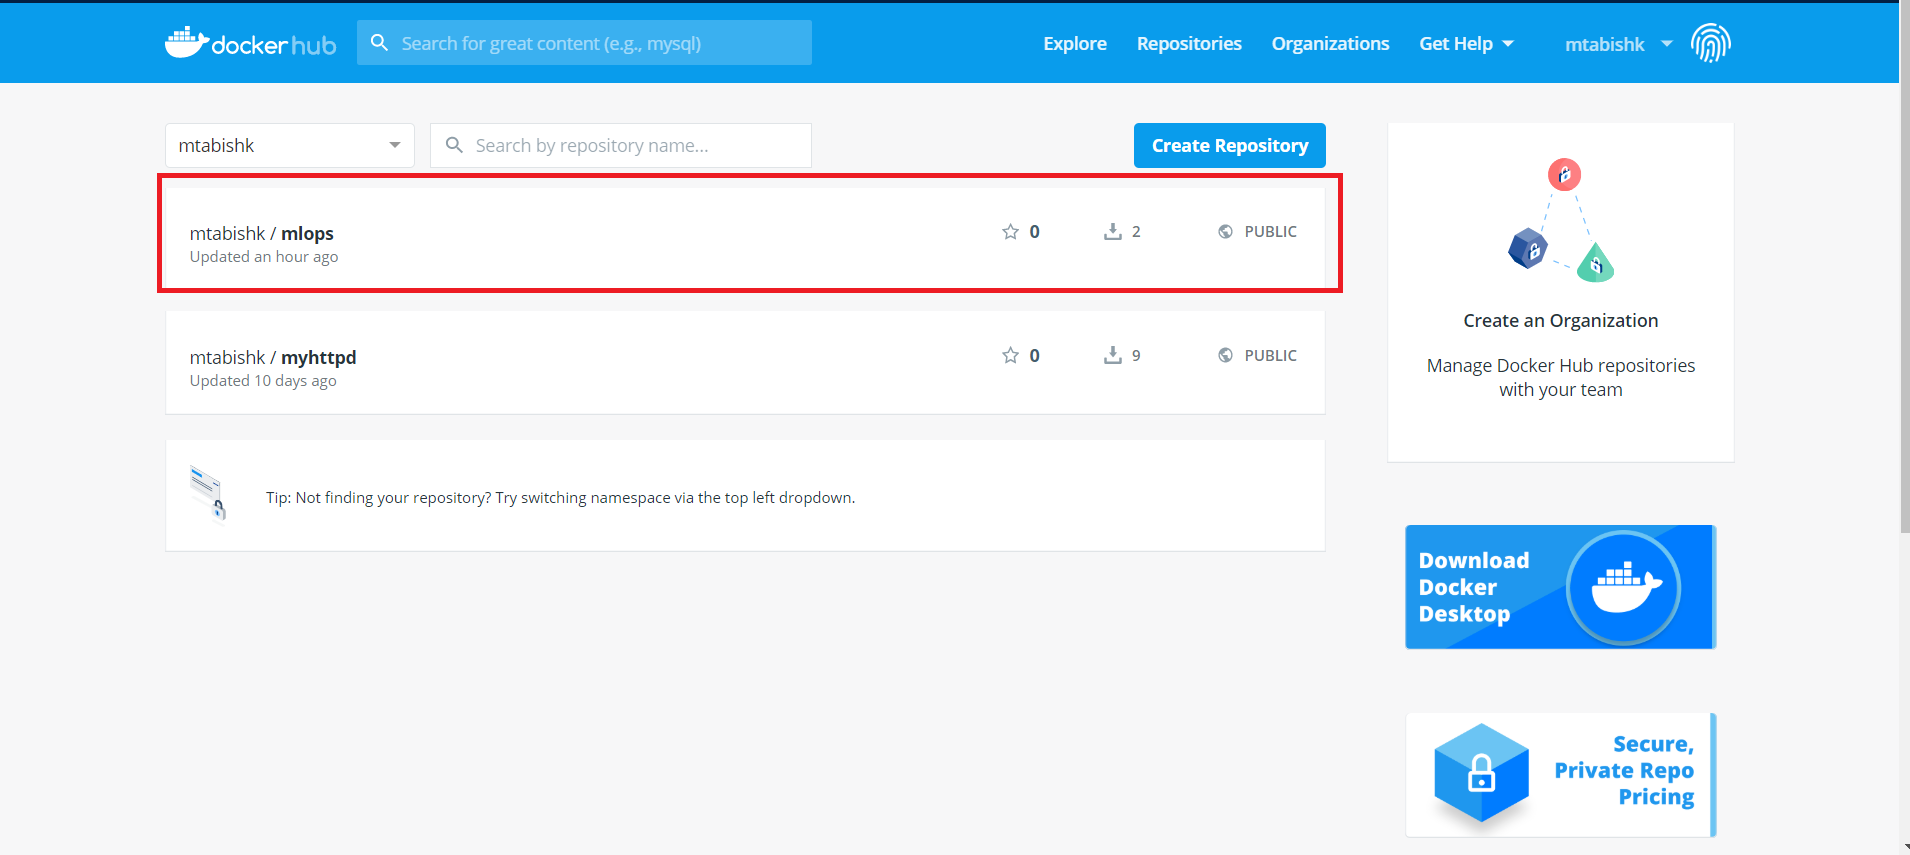 docker hub
Search for great content (e.g., mysql)
Explore
Repositories
Organizations
Get Help
mtabishk
mtabishk
Search by repository name...
Create Repository
mtabishk / mlops
Updated an hour ago
0
2
PUBLIC
mtabishk / myhttpd
Updated 10 days ago
0
9
PUBLIC
Tip: Not finding your repository? Try switching namespace via the top left dropdown.
Create an Organization
Manage Docker Hub repositories
with your team
Download
Docker
Desktop
Secure,
Private Repo
Pricing